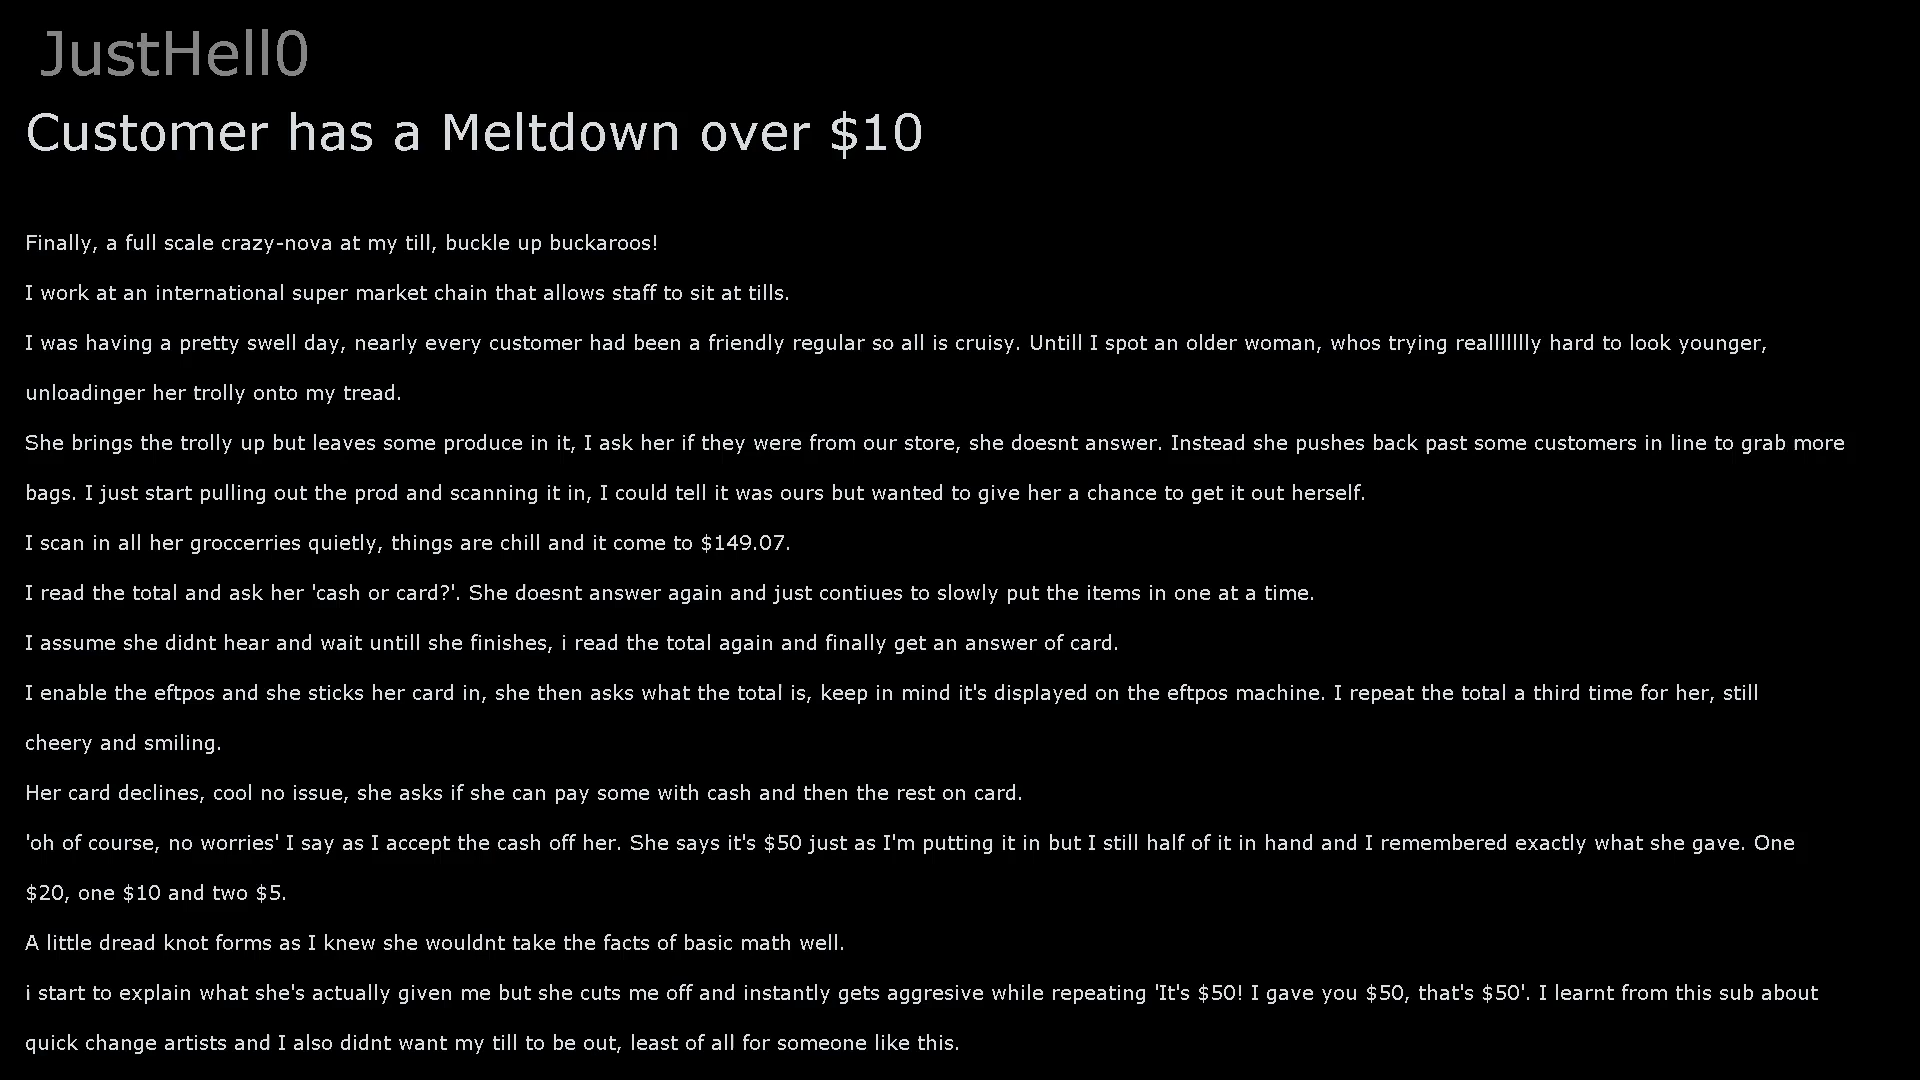 JustHell0
Customer has a Meltdown over $10
Finally, a full scale crazy-nova at my till, buckle up buckaroos!
I work at an international super market chain that allows staff to sit at tills.
I was having a pretty swell day, nearly every customer had been a friendly regular so all is cruisy. Untill I spot an older woman, whos trying reallllllly hard to look younger,
unloadinger her trolly onto my tread.
She brings the trolly up but leaves some produce in it, I ask her if they were from our store, she doesnt answer. Instead she pushes back past some customers in line to grab more
bags. I just start pulling out the prod and scanning it in, I could tell it was ours but wanted to give her a chance to get it out herself.
I scan in all her groccerries quietly, things are chill and it come to $149.07.
I read the total and ask her 'cash or card?'. She doesnt answer again and just contiues to slowly put the items in one at a time.
I assume she didnt hear and wait untill she finishes, i read the total again and finally get an answer of card.
I enable the eftpos and she sticks her card in, she then asks what the total is, keep in mind it's displayed on the eftpos machine. I repeat the total a third time for her, still
cheery and smiling.
Her card declines, cool no issue, she asks if she can pay some with cash and then the rest on card.
'oh of course, no worries' I say as I accept the cash off her. She says it's $50 just as I'm putting it in but I still half of it in hand and I remembered exactly what she gave. One
$20, one $10 and two $5.
A little dread knot forms as I knew she wouldnt take the facts of basic math well.
i start to explain what she's actually given me but she cuts me off and instantly gets aggresive while repeating 'It's $50! I gave you $50, that's $50'. I learnt from this sub about
quick change artists and I also didnt want my till to be out, least of all for someone like this.